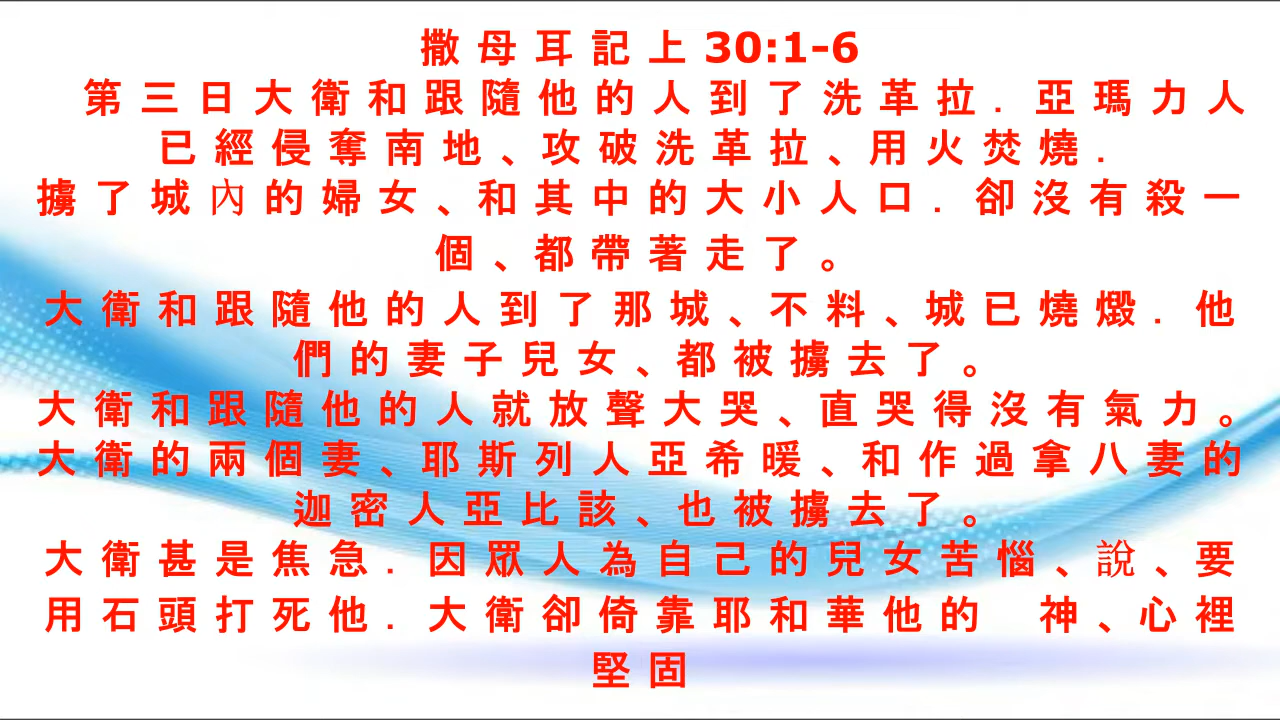 撒母耳記上 30:1-6
第三日大衛和跟隨他的人到了洗革拉．亞瑪力人
已經侵奪南地、攻破洗革拉、用火焚燒．
擄了城內的婦女、和其中的大小人口．卻沒有殺一
個、都帶著走了。
大衛和跟隨他的人到了那城、不料、城已燒燬．他
們的妻子兒女、都被擄去了。
大衛和跟隨他的人就放聲大哭、直哭得沒有氣力。
大衛的兩個妻、耶斯列人亞希暖、和作過拿八妻的
迦密人亞比該、也被擄去了。
大衛甚是焦急．因眾人為自己的兒女苦惱、說、要
用石頭打死他．大衛卻倚靠耶和華他的　神、心裡
堅固